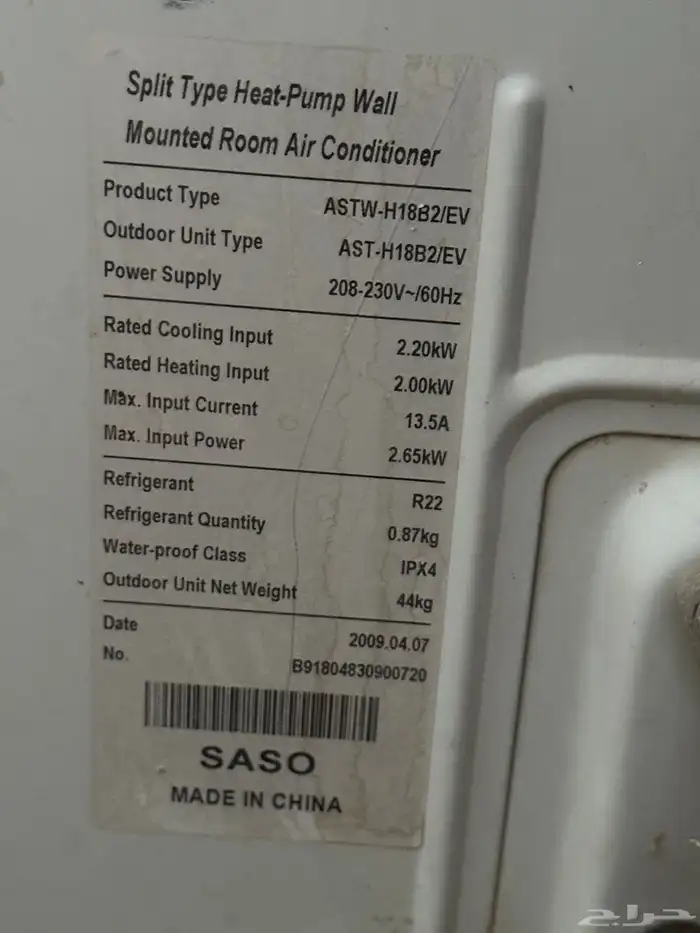 Split Type Heat-Pump Wall
Mounted Room Air Conditioner
Product Type ASTW-H18B2/EV
Outdoor Unit Type AST-H18B2/EV
Power Supply 208-230V~/60Hz
Rated Cooling Input 2.20kW
Rated Heating Input 2.00kW
Max. Input Current 13.5A
Max. Input Power 2.65kW
Refrigerant R22
Refrigerant Quantity 0.87kg
Water-proof Class IPX4
Outdoor Unit Net Weight 44kg
Date 2009.04.07
No. B91804830900720
SASO
MADE IN CHINA
حراج